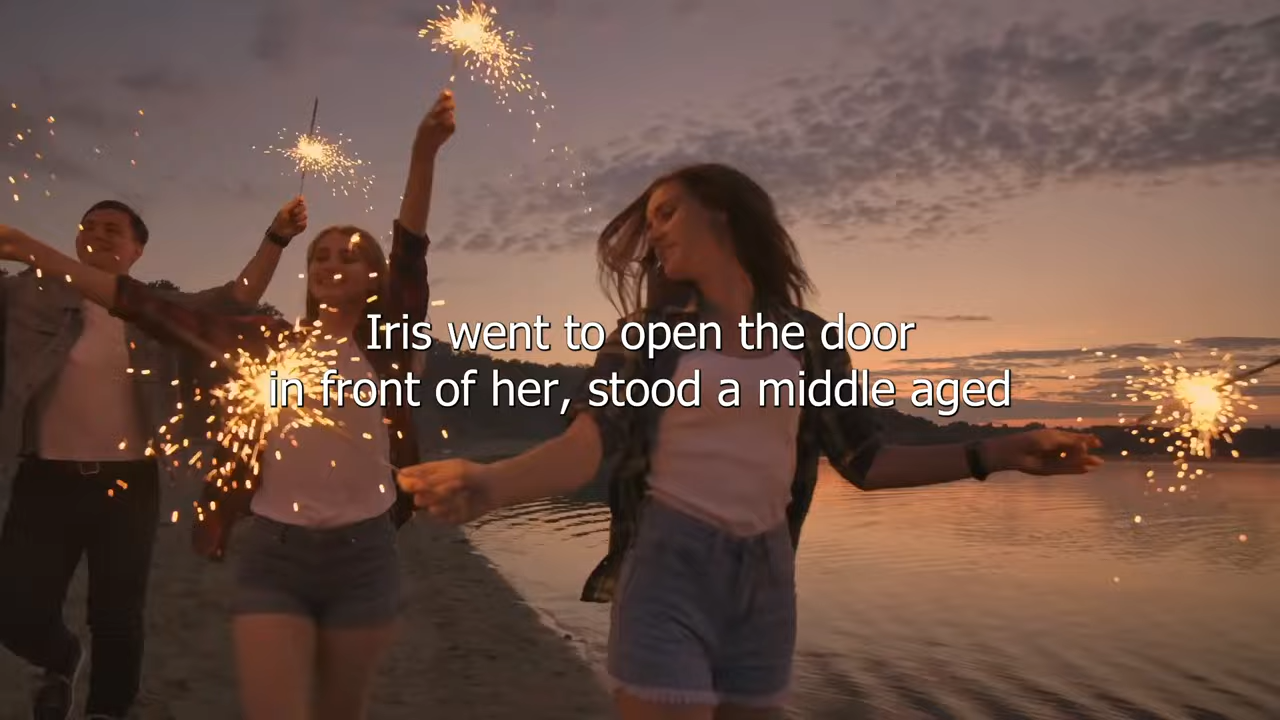 Iris went to open the door
in front of her, stood a middle aged